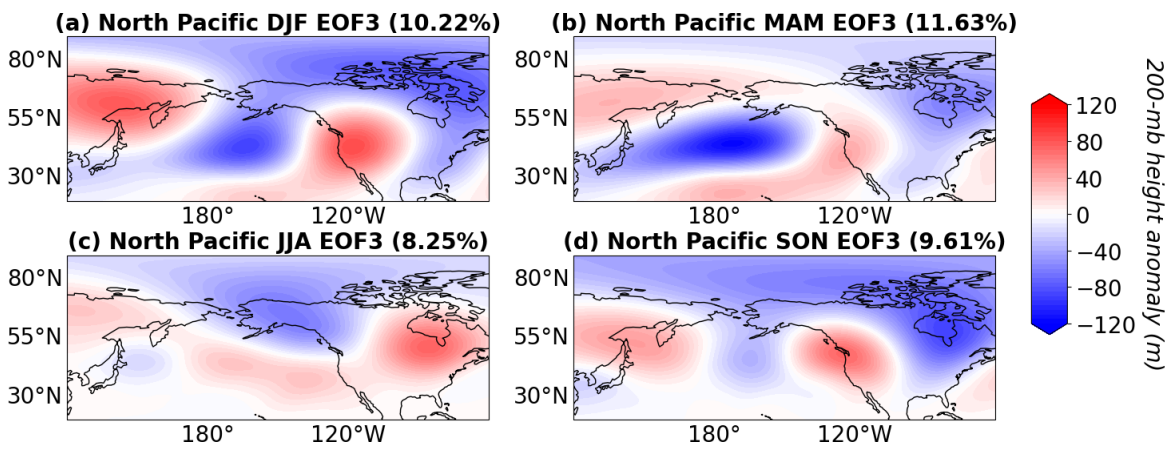 (a) North Pacific DJF EOF3 (10.22%)
(b) North Pacific MAM EOF3 (11.63%)
80°N
55°N
30°N
180°
120°W
80°N
55°N
30°N
180°
120°W
(c) North Pacific JJA EOF3 (8.25%)
(d) North Pacific SON EOF3 (9.61%)
80°N
55°N
30°N
180°
120°W
80°N
55°N
30°N
180°
120°W
120
80
40
0
−40
−80
−120
200-mb height anomaly (m)